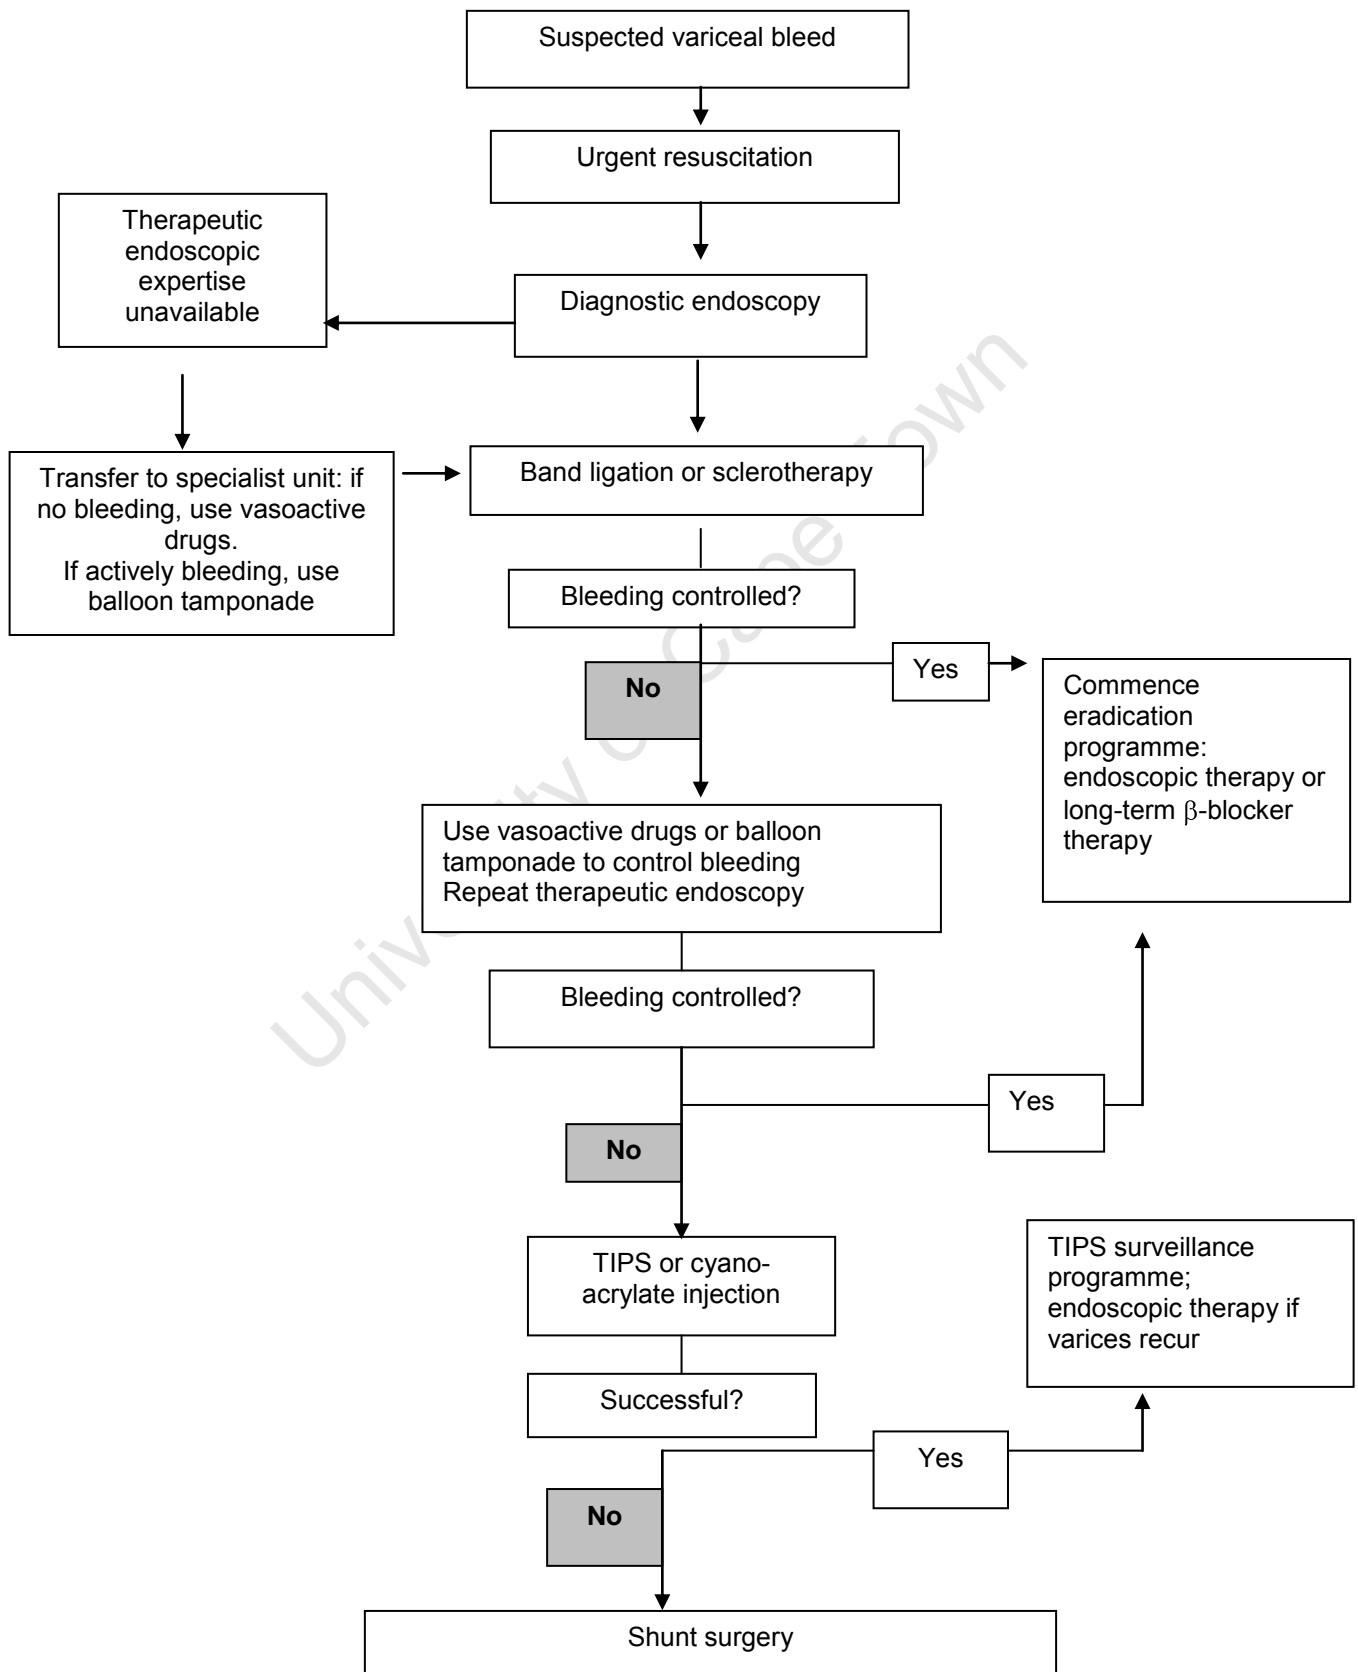 Suspected variceal bleed
Urgent resuscitation
Therapeutic
endoscopic
expertise
unavailable
Diagnostic endoscopy
Transfer to specialist unit: if
no bleeding, use vasoactive
drugs.
If actively bleeding, use
balloon tamponade
Band ligation or sclerotherapy
Bleeding controlled?
No
Yes
Commence
eradication
programme:
endoscopic therapy or
long-term β-blocker
therapy
Use vasoactive drugs or balloon
tamponade to control bleeding
Repeat therapeutic endoscopy
Bleeding controlled?
Yes
No
TIPS or cyano-
acrylate injection
TIPS surveillance
programme;
endoscopic therapy if
varices recur
Successful?
Yes
No
Shunt surgery
University of Cape Town